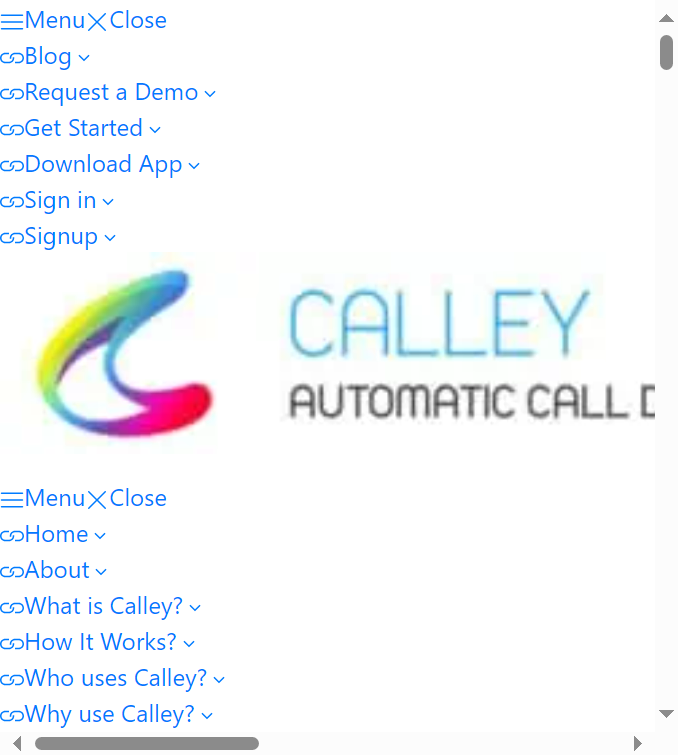 Menu Close
Blog
Request a Demo
Get Started
Download App
Sign in
Signup
CALLEY
AUTOMATIC CALL
Menu Close
Home
About
What is Calley?
How It Works?
Who uses Calley?
Why use Calley?